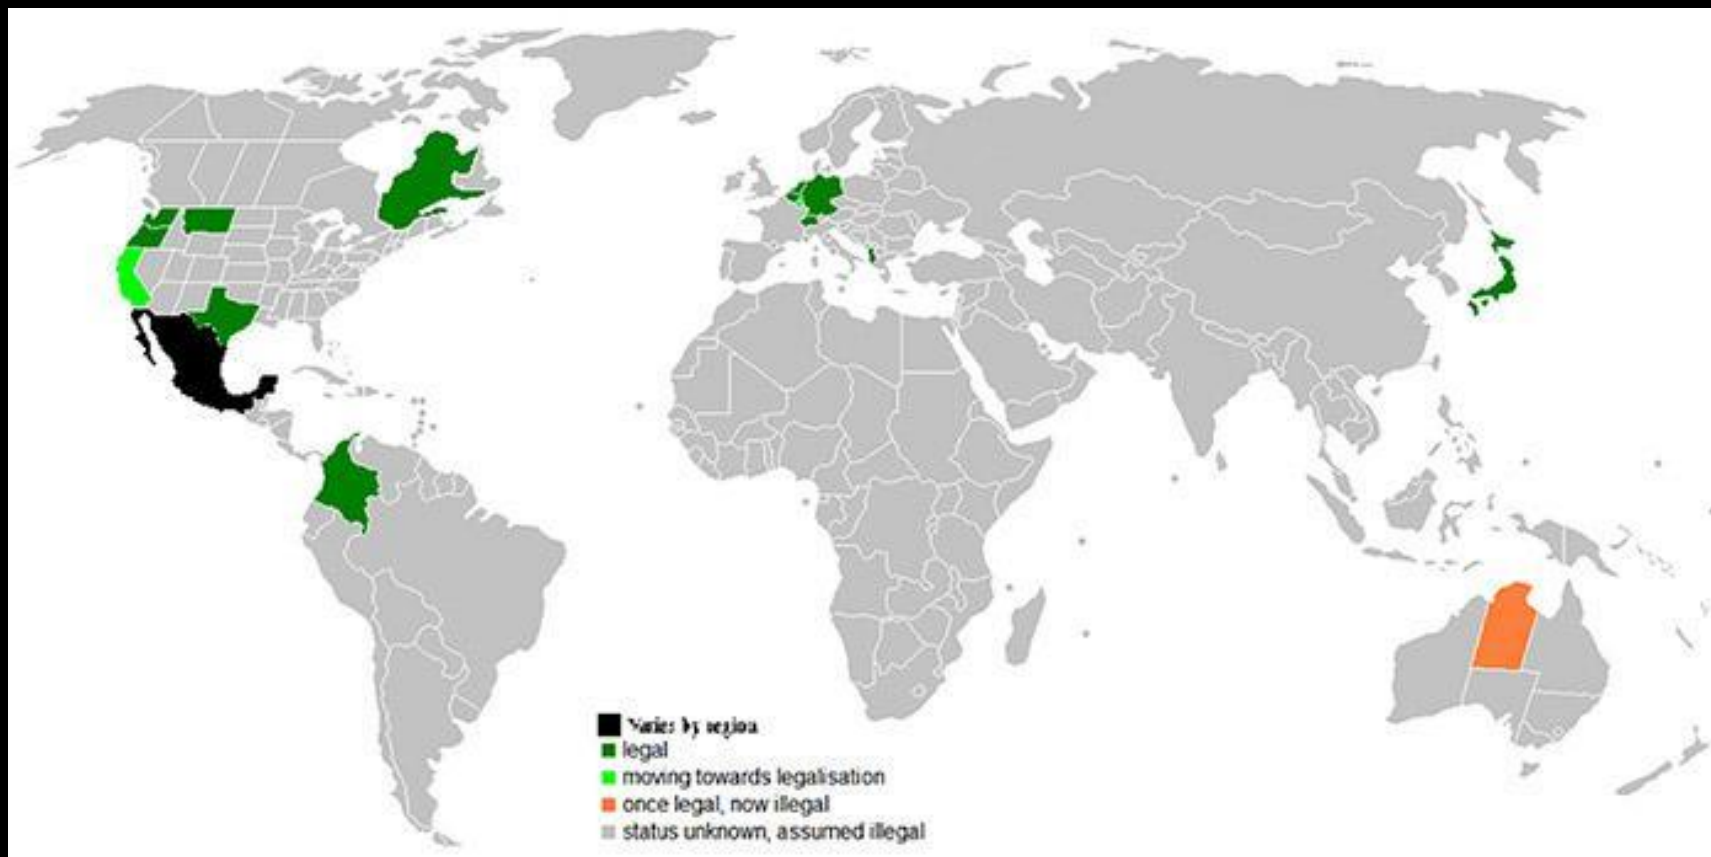 Varies by region
legal
moving towards legalisation
once legal, now illegal
status unknown, assumed illegal